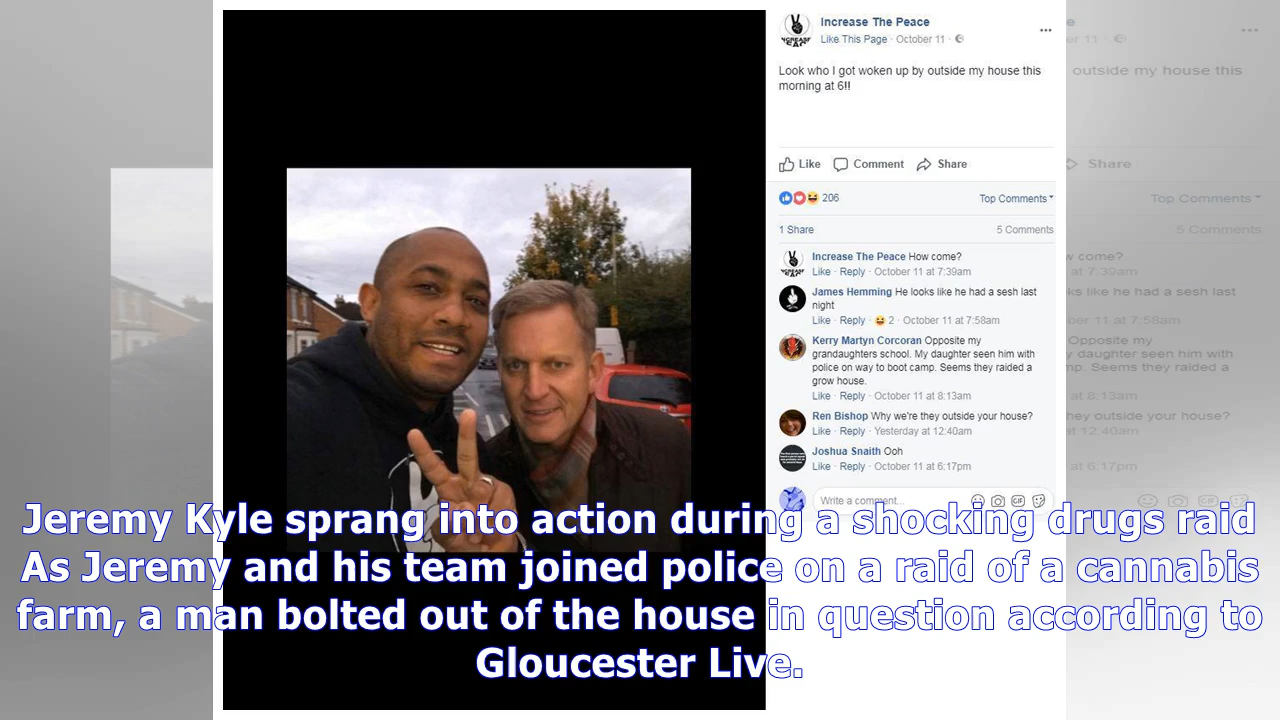 Increase The Peace
Like This Page · October 11 ·
Look who I got woken up by outside my house this
morning at 6!!
Like Comment Share
206 Top Comments
1 Share 5 Comments
Increase The Peace How come?
Like · Reply · October 11 at 7:39am
James Hemming He looks like he had a sesh last
night
Like · Reply · 2 · October 11 at 7:58am
Kerry Martyn Corcoran Opposite my
grandaughters school. My daughter seen him with
police on way to boot camp. Seems they raided a
grow house.
Like · Reply · October 11 at 8:13am
Ren Bishop Why we're they outside your house?
Like · Reply · Yesterday at 12:40am
Joshua Snaith Ooh
Like · Reply · October 11 at 6:17pm
Write a comment...
GIF
Jeremy Kyle sprang into action during a shocking drugs raid
As Jeremy and his team joined police on a raid of a cannabis
farm, a man bolted out of the house in question according to
Gloucester Live.